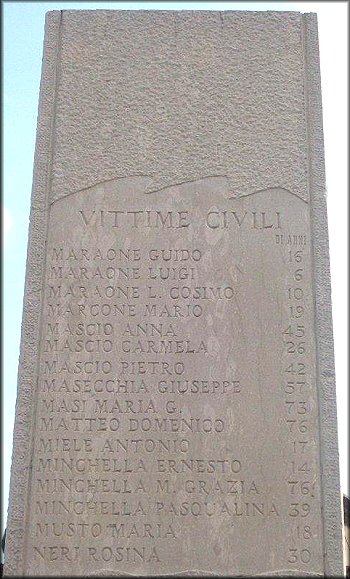 VITTIME CIVILI
DI ANNI
MARAONE GUIDO 16
MARAONE LUIGI 6
MARAONE L. COSIMO 10
MARCONE MARIO 19
MASCIO ANNA 45
MASCIO CARMELA 26
MASCIO PIETRO 42
MASECCHIA GIUSEPPE 57
MASI MARIA G. 73
MATTEO DOMENICO 76
MIELE ANTONIO 17
MINCHELLA ERNESTO 14
MINCHELLA M. GRAZIA 76
MINCHELLA PASQUALINA 39
MUSTO MARIA 18
NERI ROSINA 30